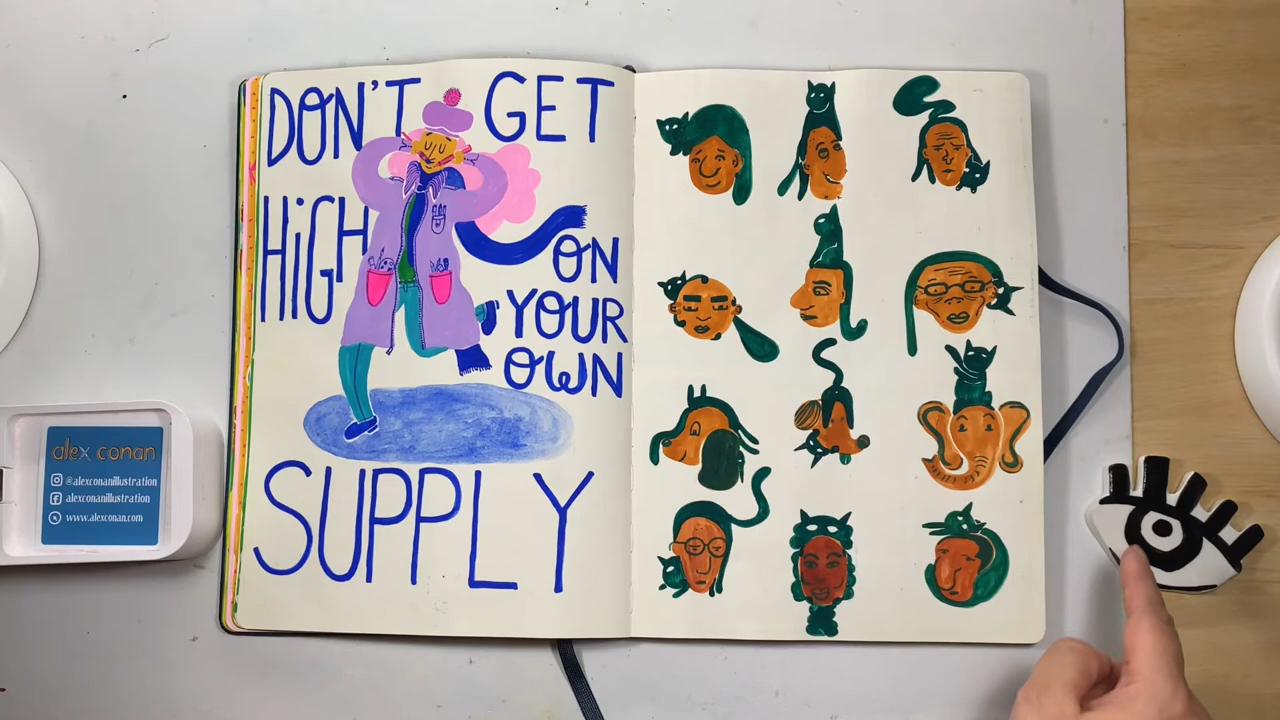 DON'T GET
HiGH ON
YOUR
OWN
SUPPLY
alex conan
@alexconanillustration
alexconanillustration
www.alexconan.com